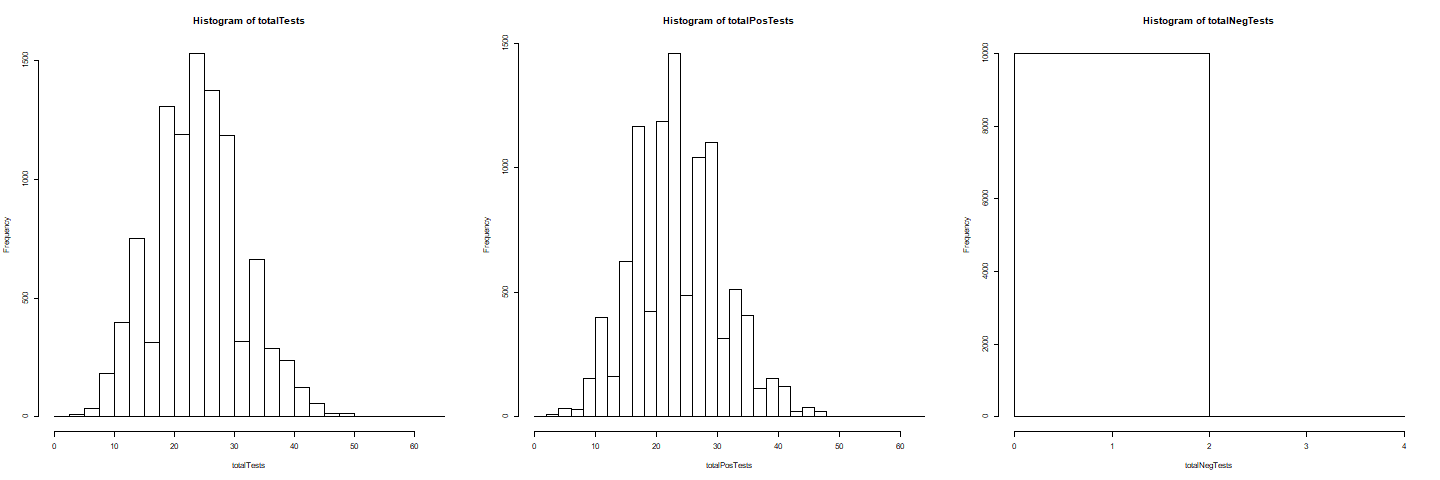 Histogram of totalTests
Frequency
1500
1000
500
0
0 10 20 30 40 50 60
totalTests
Histogram of totalPosTests
Frequency
1500
1000
500
0
0 10 20 30 40 50 60
totalPosTests
Histogram of totalNegTests
Frequency
10000
8000
6000
4000
2000
0
0 1 2 3 4
totalNegTests